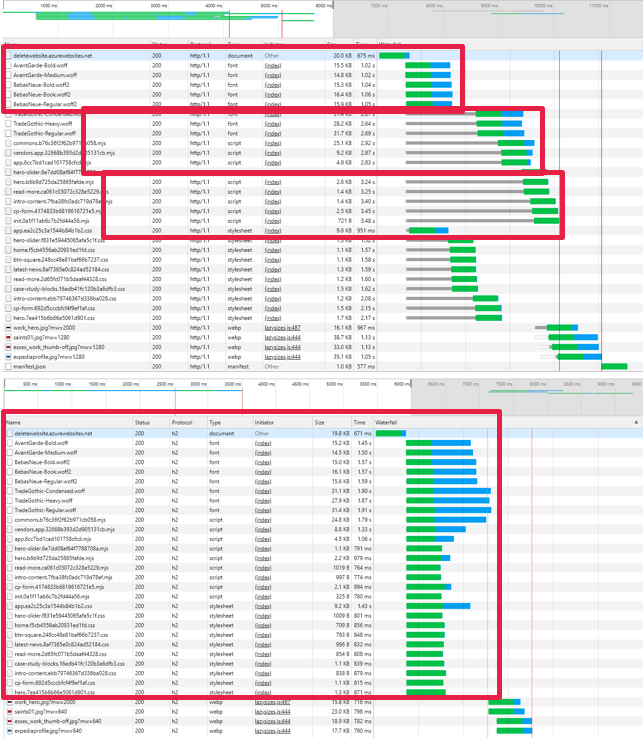 1000 ms 2000 ms 3000 ms 4000 ms 5000 ms 6000 ms 7000 ms 8000 ms 9000 ms 10000 ms 11000 ms
deletewebsite.azurewebsites.net 200 http/1.1 document Other 20.0 KB 675 ms
AvantGarde-Bold.woff 200 http/1.1 font (index) 15.5 KB 1.02 s
AvantGarde-Medium.woff 200 http/1.1 font (index) 14.8 KB 1.02 s
BebasNeue-Bold.woff2 200 http/1.1 font (index) 15.3 KB 1.04 s
BebasNeue-Book.woff2 200 http/1.1 font (index) 16.4 KB 1.06 s
BebasNeue-Regular.woff2 200 http/1.1 font (index) 15.9 KB 1.05 s
TradeGothic-Condensed.woff 200 http/1.1 font (index) 31.4 KB 2.67 s
TradeGothic-Heavy.woff 200 http/1.1 font (index) 28.2 KB 2.64 s
TradeGothic-Regular.woff 200 http/1.1 font (index) 31.7 KB 2.69 s
commons.b76c36f2f62b971cb058.mjs 200 http/1.1 script (index) 25.1 KB 2.92 s
vendors.app.32668b393d2d905131cb.mjs 200 http/1.1 script (index) 9.2 KB 2.87 s
app.6cc7bd1cad101758cfcd.mjs 200 http/1.1 script (index) 4.9 KB 2.83 s
hero-slider.6e7dd08af64f7788708a.mjs 200
hero.b6b9d725da25865fafde.mjs 200 http/1.1 script (index) 2.6 KB 3.24 s
read-more.ca061c03072c328e5229.mjs 200 http/1.1 script (index) 1.4 KB 3.25 s
intro-content.7fba38fc0adc719d78ef.mjs 200 http/1.1 script (index) 1.4 KB 3.40 s
cp-form.4174833b6819616721e5.mjs 200 http/1.1 script (index) 2.5 KB 3.45 s
init.0a1f11ab6c7b2fd44a56.mjs 200 http/1.1 script (index) 721 B 3.48 s
app.ea2c25c3a1544b84b1b2.css 200 http/1.1 stylesheet (index) 9.6 KB 951 ms
hero-slider.f831e59445065afa5c1f.css 200 http/1.1 stylesheet (index) 1.5 KB 1.52 s
home.f5cb4556ab20931ed1fd.css 200 http/1.1 stylesheet (index) 1.1 KB 1.57 s
btn-square.248cc48e81baf66b7237.css 200 http/1.1 stylesheet (index) 1.1 KB 1.58 s
latest-news.8af7365e0c83ad52184.css 200 http/1.1 stylesheet (index) 1.3 KB 1.59 s
read-more.2d65fc071b5daaf44328.css 200 http/1.1 stylesheet (index) 1.2 KB 1.60 s
case-study-blocks.16adb41fc120b3a6dfb3.css 200 http/1.1 stylesheet (index) 1.5 KB 1.62 s
intro-content.ebb79746367d336ba028.css 200 http/1.1 stylesheet (index) 1.2 KB 2.08 s
cp-form.692d5cccbfcf4f9ef1af.css 200 http/1.1 stylesheet (index) 1.5 KB 2.15 s
hero.7ea415b6b66e5061d901.css 200 http/1.1 stylesheet (index) 1.7 KB 2.17 s
work_hero.jpg?mw=2000 200 http/1.1 webp lazysizes.js:487 16.1 KB 967 ms
saints01.jpg?mw=1280 200 http/1.1 webp lazysizes.js:444 38.7 KB 1.13 s
essex_work_thumb-off.jpg?mw=1280 200 http/1.1 webp lazysizes.js:444 33.0 KB 1.13 s
expediaprofile.jpg?mw=1280 200 http/1.1 webp lazysizes.js:444 35.1 KB 1.05 s
manifest.json 200 http/1.1 manifest Other 1.0 KB 577 ms
500 ms 1000 ms 1500 ms 2000 ms 2500 ms 3000 ms 3500 ms 4000 ms 4500 ms 5000 ms 5500 ms 6000 ms 6500 ms 7000 ms 7500 ms 8000 ms 8500 ms 9000 ms 9500 ms
Name Status Protocol Type Initiator Size Time Waterfall
deletewebsite.azurewebsites.net 200 h2 document Other 19.8 KB 671 ms
AvantGarde-Bold.woff 200 h2 font (index) 15.2 KB 1.45 s
AvantGarde-Medium.woff 200 h2 font (index) 14.5 KB 1.50 s
BebasNeue-Bold.woff2 200 h2 font (index) 15.0 KB 1.57 s
BebasNeue-Book.woff2 200 h2 font (index) 16.1 KB 1.57 s
BebasNeue-Regular.woff2 200 h2 font (index) 15.6 KB 1.59 s
TradeGothic-Condensed.woff 200 h2 font (index) 31.1 KB 1.90 s
TradeGothic-Heavy.woff 200 h2 font (index) 27.9 KB 1.87 s
TradeGothic-Regular.woff 200 h2 font (index) 31.4 KB 1.91 s
commons.b76c36f2f62b971cb058.mjs 200 h2 script (index) 24.8 KB 1.79 s
vendors.app.32668b393d2d905131cb.mjs 200 h2 script (index) 8.8 KB 1.33 s
app.6cc7bd1cad101758cfcd.mjs 200 h2 script (index) 4.5 KB 1.06 s
hero-slider.6e7dd08af64f7788708a.mjs 200 h2 script (index) 1.1 KB 791 ms
hero.b6b9d725da25865fafde.mjs 200 h2 script (index) 2.2 KB 979 ms
read-more.ca061c03072c328e5229.mjs 200 h2 script (index) 1019 B 764 ms
intro-content.7fba38fc0adc719d78ef.mjs 200 h2 script (index) 997 B 774 ms
cp-form.4174833b6819616721e5.mjs 200 h2 script (index) 2.1 KB 994 ms
init.0a1f11ab6c7b2fd44a56.mjs 200 h2 script (index) 325 B 780 ms
app.ea2c25c3a1544b84b1b2.css 200 h2 stylesheet (index) 9.2 KB 1.43 s
hero-slider.f831e59445065afa5c1f.css 200 h2 stylesheet (index) 1009 B 801 ms
home.f5cb4556ab20931ed1fd.css 200 h2 stylesheet (index) 709 B 856 ms
btn-square.248cc48e81baf66b7237.css 200 h2 stylesheet (index) 793 B 848 ms
latest-news.8af7365e0c83ad52184.css 200 h2 stylesheet (index) 996 B 832 ms
read-more.2d65fc071b5daaf44328.css 200 h2 stylesheet (index) 854 B 808 ms
case-study-blocks.16adb41fc120b3a6dfb3.css 200 h2 stylesheet (index) 1.1 KB 839 ms
intro-content.ebb79746367d336ba028.css 200 h2 stylesheet (index) 838 B 879 ms
cp-form.692d5cccbfcf4f9ef1af.css 200 h2 stylesheet (index) 1.1 KB 815 ms
hero.7ea415b6b66e5061d901.css 200 h2 stylesheet (index) 1.3 KB 871 ms
work_hero.jpg?mw=2000 200 h2 webp lazysizes.js:487 15.8 KB 716 ms
saints01.jpg?mw=640 200 h2 webp lazysizes.js:444 23.0 KB 798 ms
essex_work_thumb-off.jpg?mw=640 200 h2 webp lazysizes.js:444 18.9 KB 782 ms
expediaprofile.jpg?mw=640 200 h2 webp lazysizes.js:444 17.7 KB 790 ms